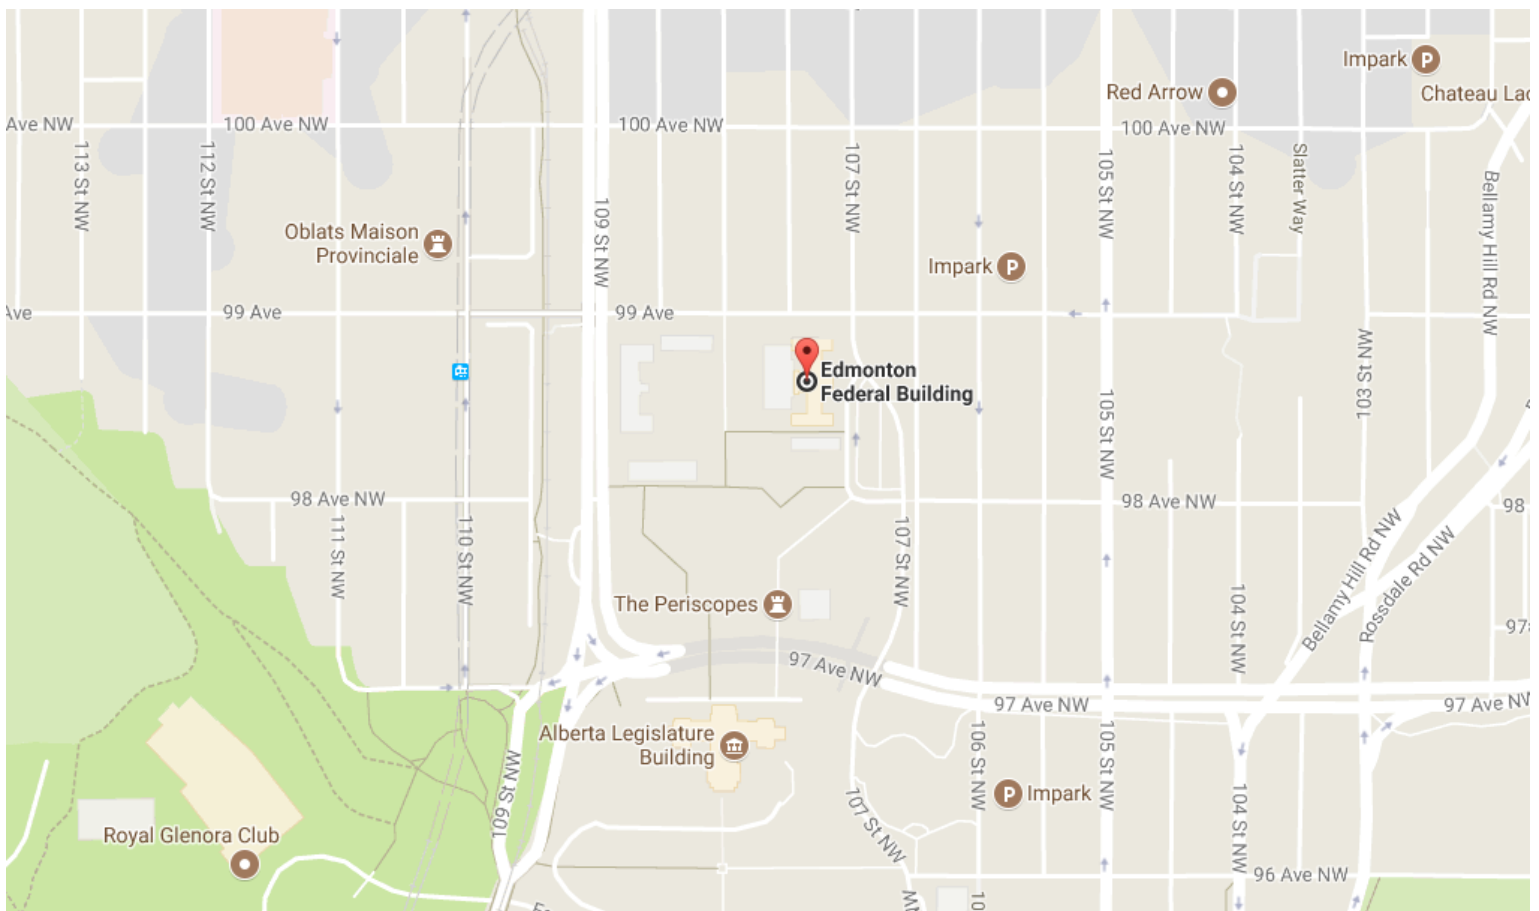 Impark
Red Arrow
Chateau Lac
Ave NW
100 Ave NW
100 Ave NW
100 Ave NW
113 St NW
112 St NW
107 St NW
105 St NW
104 St NW
Slatter Way
Bellamy Hill Rd NW
109 St NW
Oblats Maison
Provinciale
Impark
Ave
99 Ave
99 Ave
Edmonton
Federal Building
103 St NW
105 St NW
98 Ave NW
98 Ave NW
98
111 St NW
110 St NW
107 St NW
Bellamy Hill Rd NW
Rossdale Rd NW
The Periscopes
104 St NW
97
97 Ave NW
97 Ave NW
97 Ave NW
Alberta Legislature
Building
106 St NW
105 St NW
109 St NW
Impark
107 St NW
104 St NW
Royal Glenora Club
96 Ave NW
NW
10